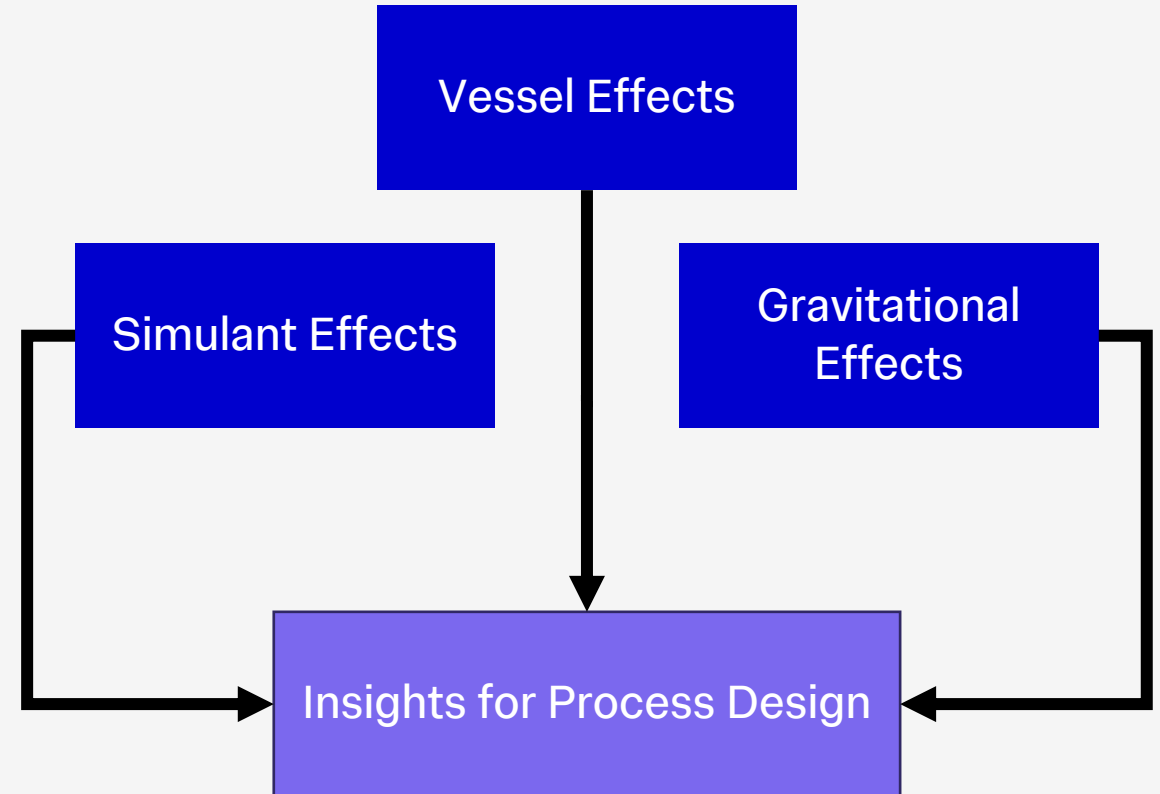 Vessel Effects
Simulant Effects
Gravitational
Effects
Insights for Process Design